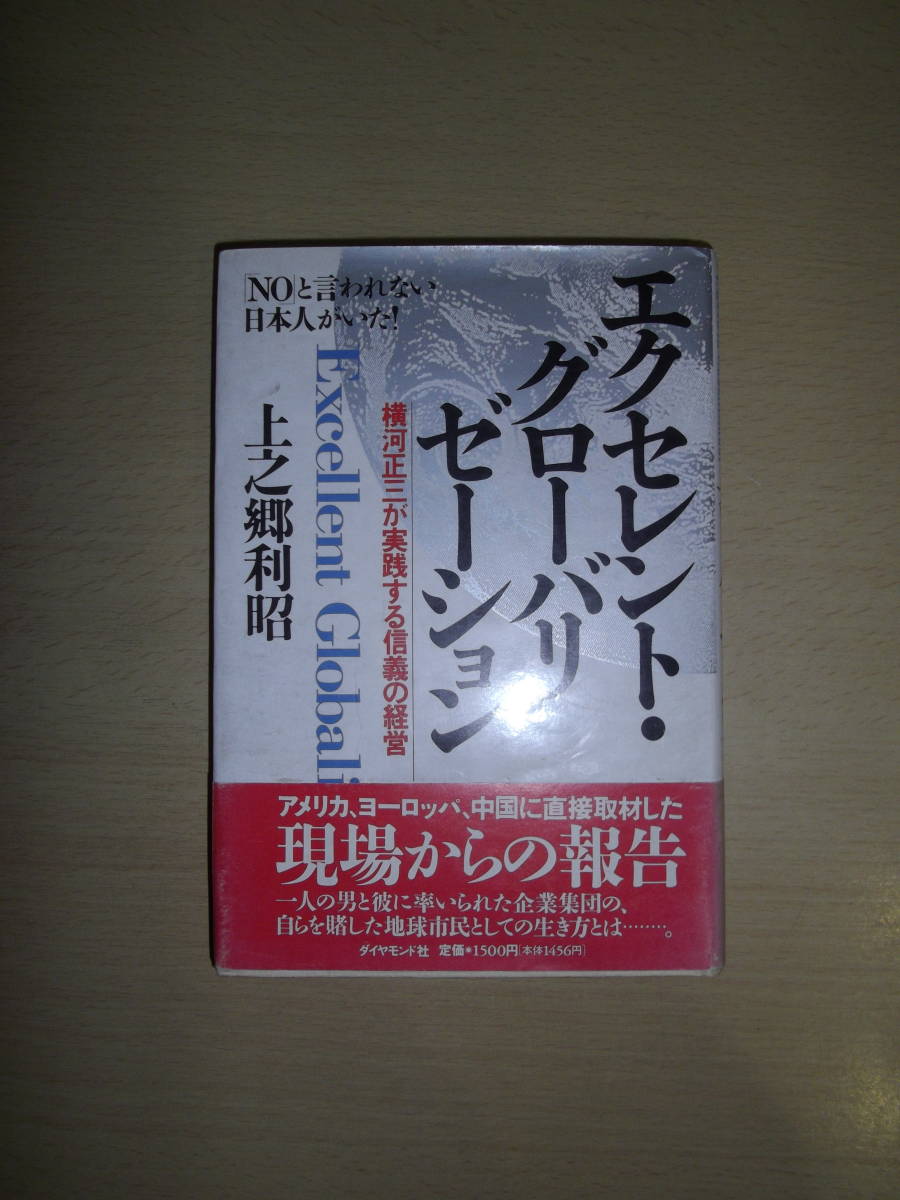 エクセレント・
グローバリ
ゼーション
横河正三が実践する信義の経営
Excellent Globali
「NO」と言われない
日本人がいた!
上之郷利昭
アメリカ、ヨーロッパ、中国に直接取材した
現場からの報告
一人の男と彼に率いられた企業集団の、
自らを賭した地球市民としての生き方とは………。
ダイヤモンド社 定価*1500円[本体1456円]